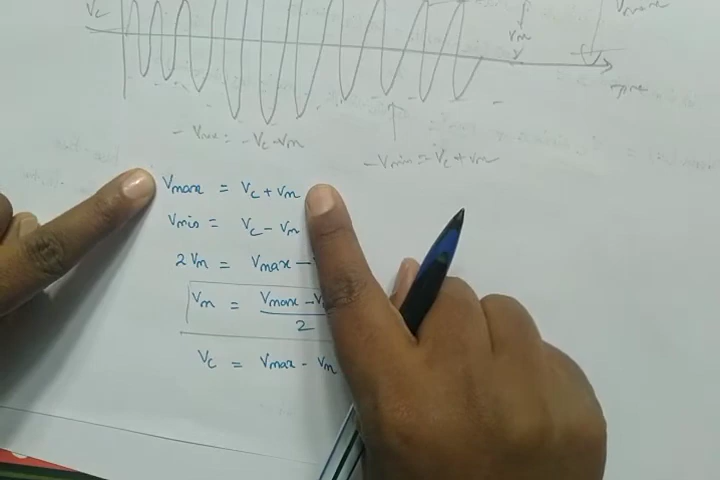 Vc
Vm
Vmax
Time
- Vmax = - Vc - Vm
- Vmin = Vc + Vm
Vmax = Vc + Vm
Vmin = Vc - Vm
2Vm = Vmax -
Vm = Vmax - V
2
Vc = Vmax - Vm